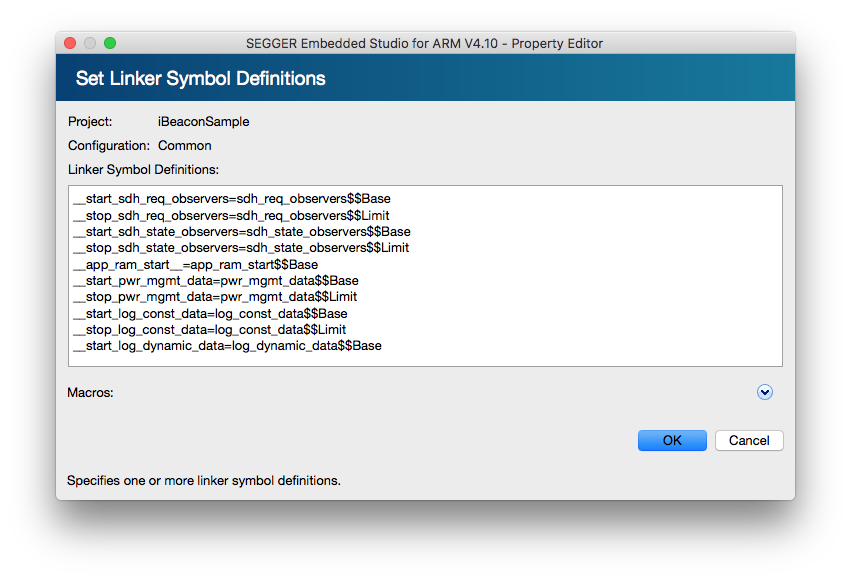 SEGGER Embedded Studio for ARM V4.10 - Property Editor
Set Linker Symbol Definitions
Project: iBeaconSample
Configuration: Common
Linker Symbol Definitions:
__start_sdh_req_observers=sdh_req_observers$$Base
__stop_sdh_req_observers=sdh_req_observers$$Limit
__start_sdh_state_observers=sdh_state_observers$$Base
__stop_sdh_state_observers=sdh_state_observers$$Limit
__app_ram_start__=app_ram_start$$Base
__start_pwr_mgmt_data=pwr_mgmt_data$$Base
__stop_pwr_mgmt_data=pwr_mgmt_data$$Limit
__start_log_const_data=log_const_data$$Base
__stop_log_const_data=log_const_data$$Limit
__start_log_dynamic_data=log_dynamic_data$$Base
Macros:
OK Cancel
Specifies one or more linker symbol definitions.